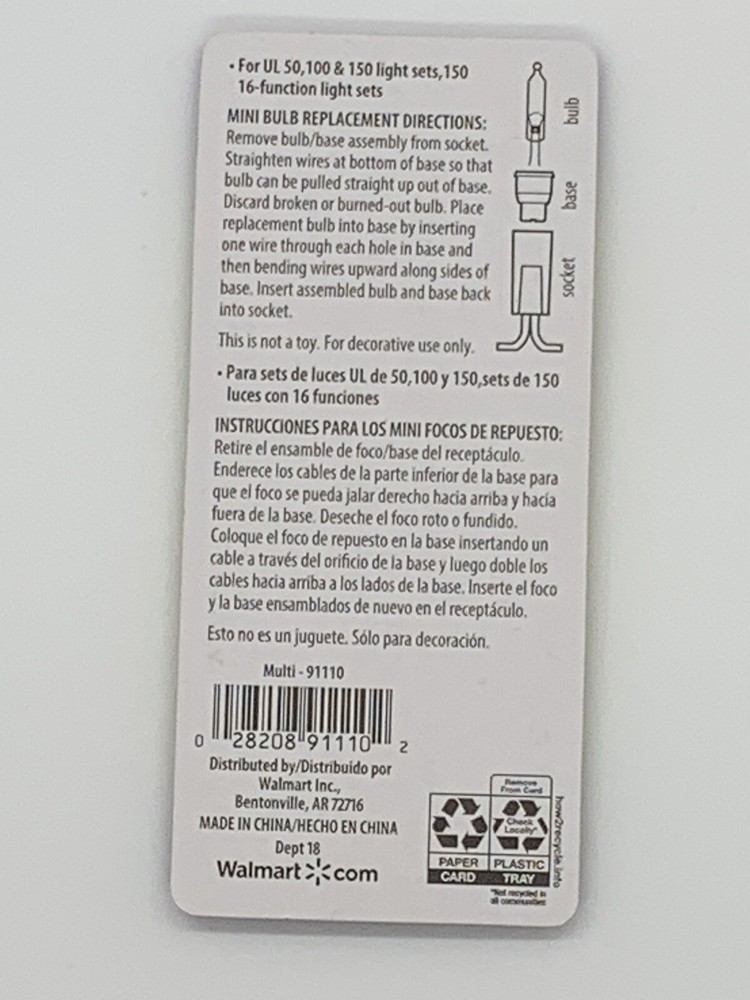 • For UL 50,100 & 150 light sets,150
16-function light sets
MINI BULB REPLACEMENT DIRECTIONS:
Remove bulb/base assembly from socket.
Straighten wires at bottom of base so that
bulb can be pulled straight up out of base.
Discard broken or burned-out bulb. Place
replacement bulb into base by inserting
one wire through each hole in base and
then bending wires upward along sides of
base. Insert assembled bulb and base back
into socket.
This is not a toy. For decorative use only.
bulb
base
socket
• Para sets de luces UL de 50,100 y 150,sets de 150
luces con 16 funciones
INSTRUCCIONES PARA LOS MINI FOCOS DE REPUESTO:
Retire el ensamble de foco/base del receptáculo.
Enderece los cables de la parte inferior de la base para
que el foco se pueda jalar derecho hacia arriba y hacía
fuera de la base. Deseche el foco roto o fundido.
Coloque el foco de repuesto en la base insertando un
cable a través del orificio de la base y luego doble los
cables hacia arriba a los lados de la base. Inserte el foco
y la base ensamblados de nuevo en el receptáculo.
Esto no es un juguete. Sólo para decoración.
Multi - 91110
0 28208 91110 2
Distributed by/Distribuido por
Walmart Inc.,
Bentonville, AR 72716
MADE IN CHINA/HECHO EN CHINA
Dept 18
Walmart.com
Remove
From Card
Check
Locally*
PAPER
CARD
PLASTIC
TRAY
*Not recycled in
all communities
how2recycle.info